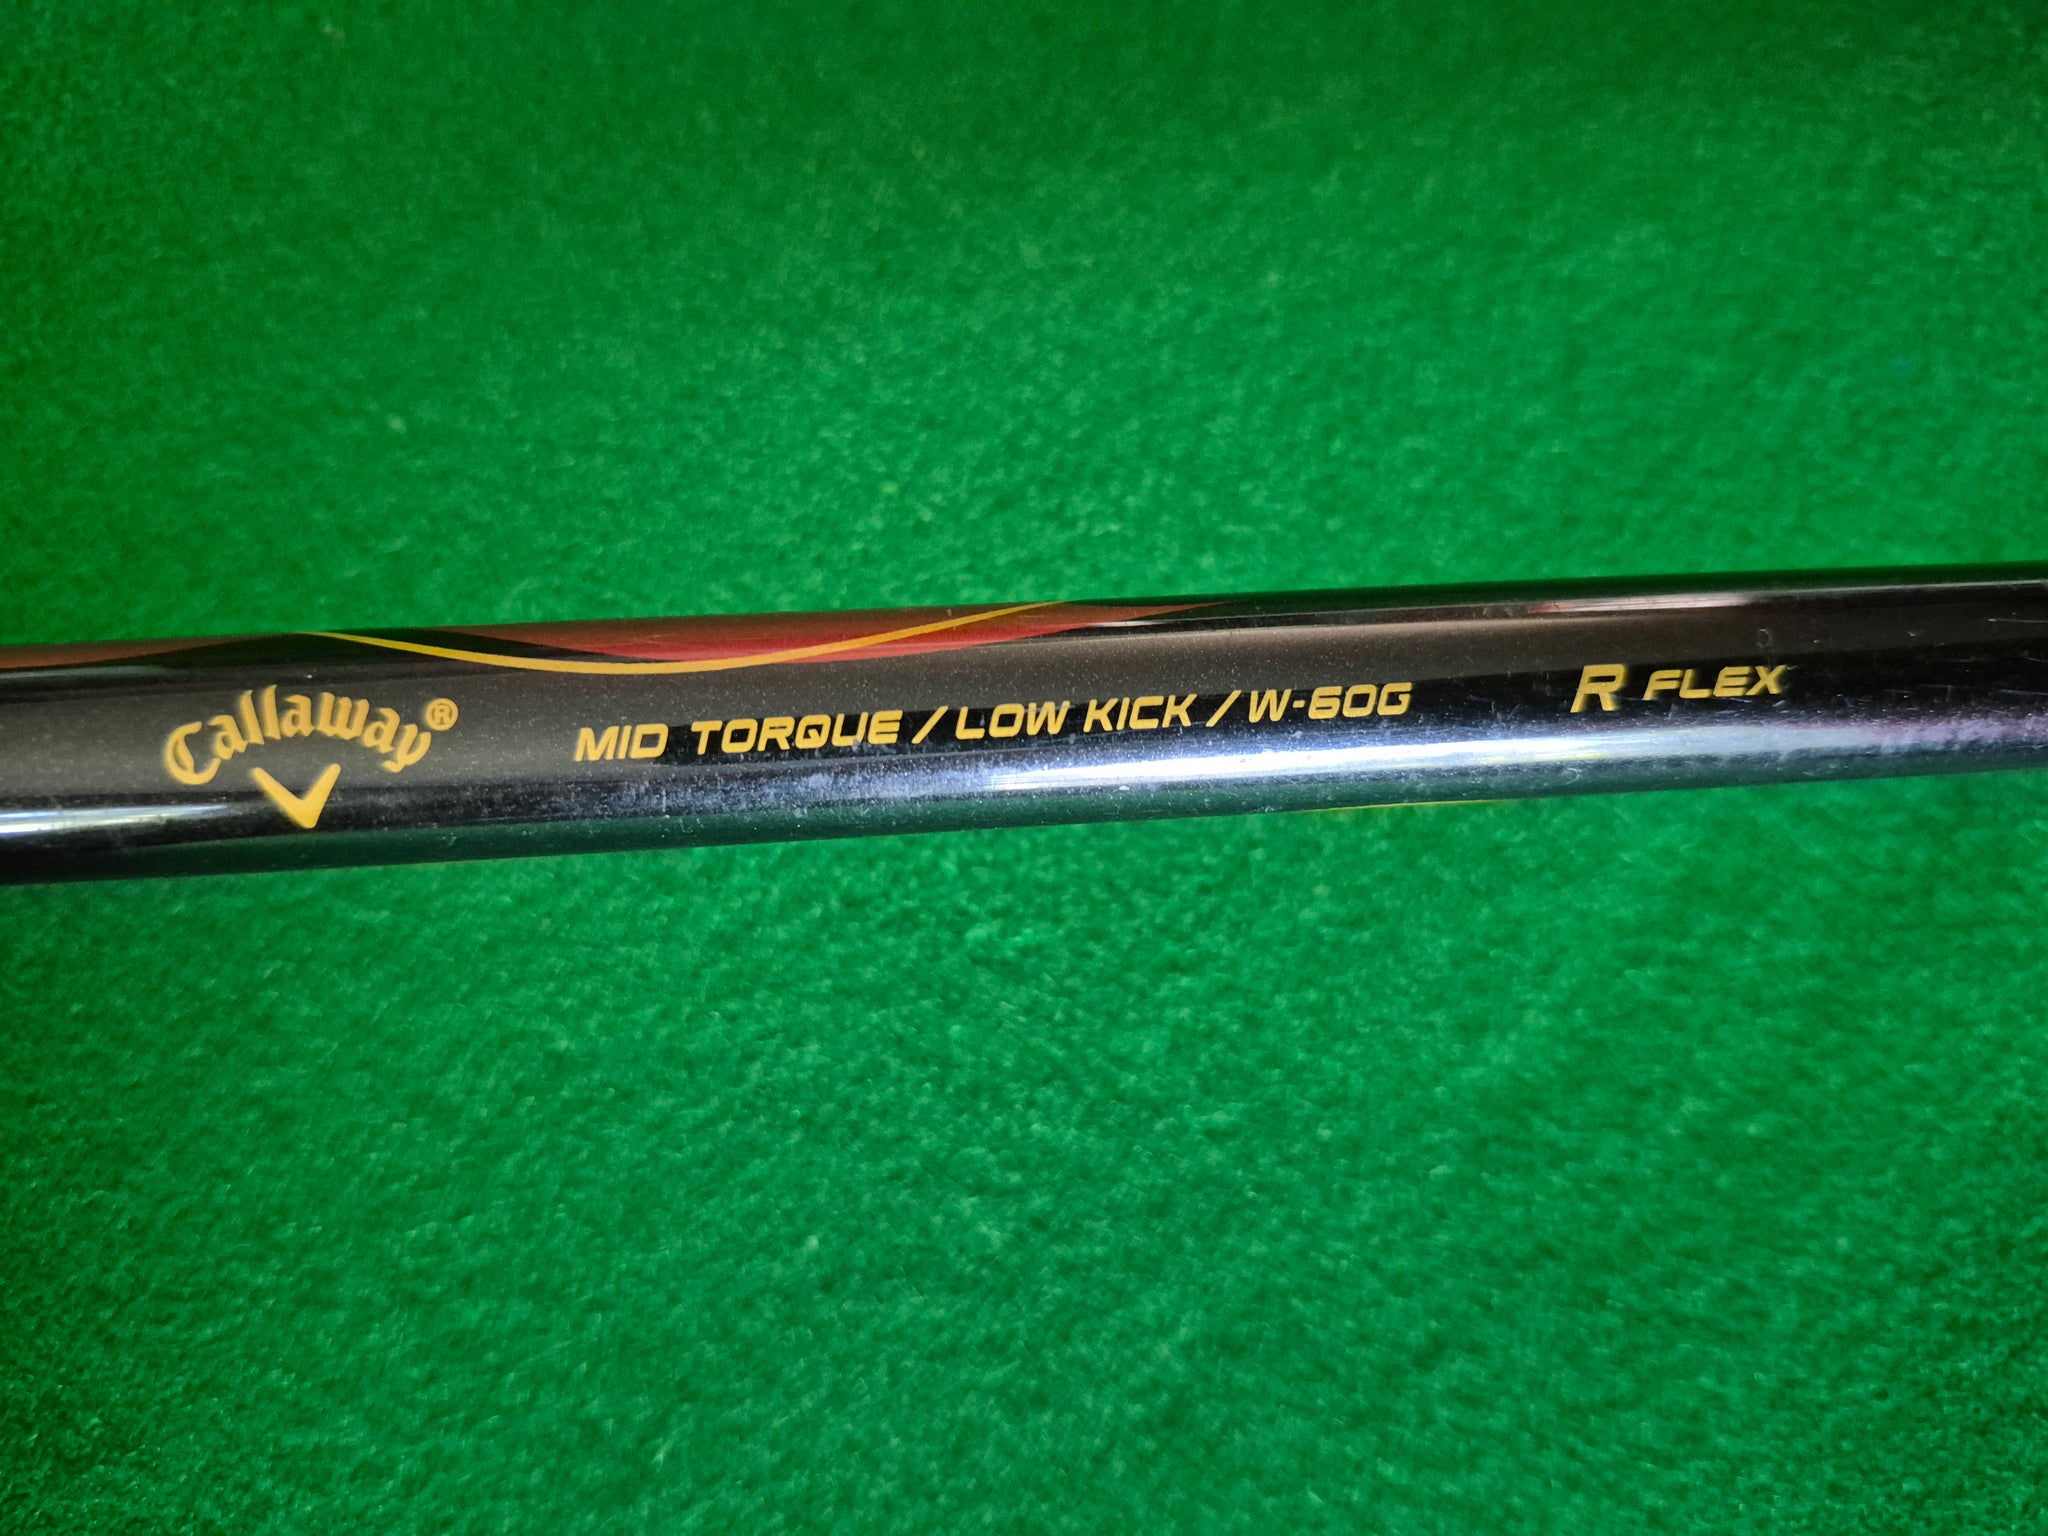 Callaway®
MID TORQUE / LOW KICK / W-60G
R FLEX